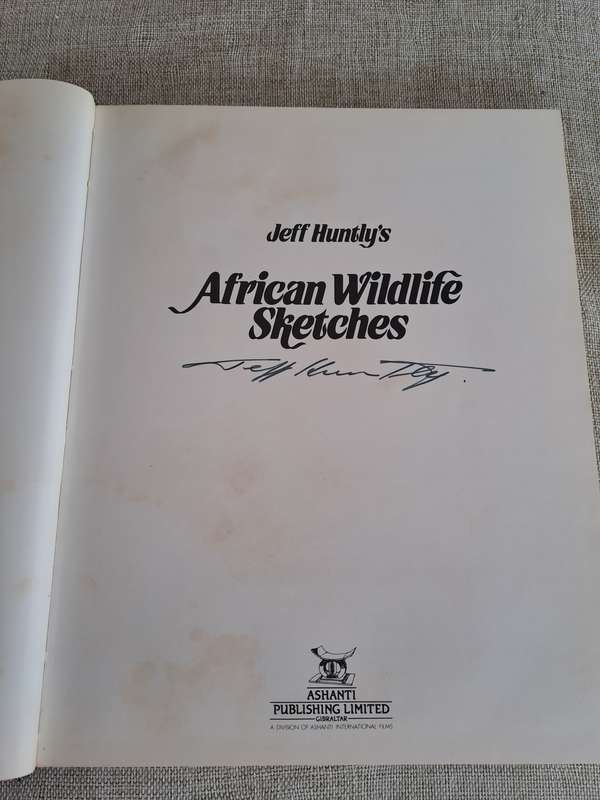 Jeff Huntly's
African Wildlife
Sketches
Jeff Huntly.
ASHANTI
PUBLISHING LIMITED
GIBRALTAR
A DIVISION OF ASHANTI INTERNATIONAL FILMS